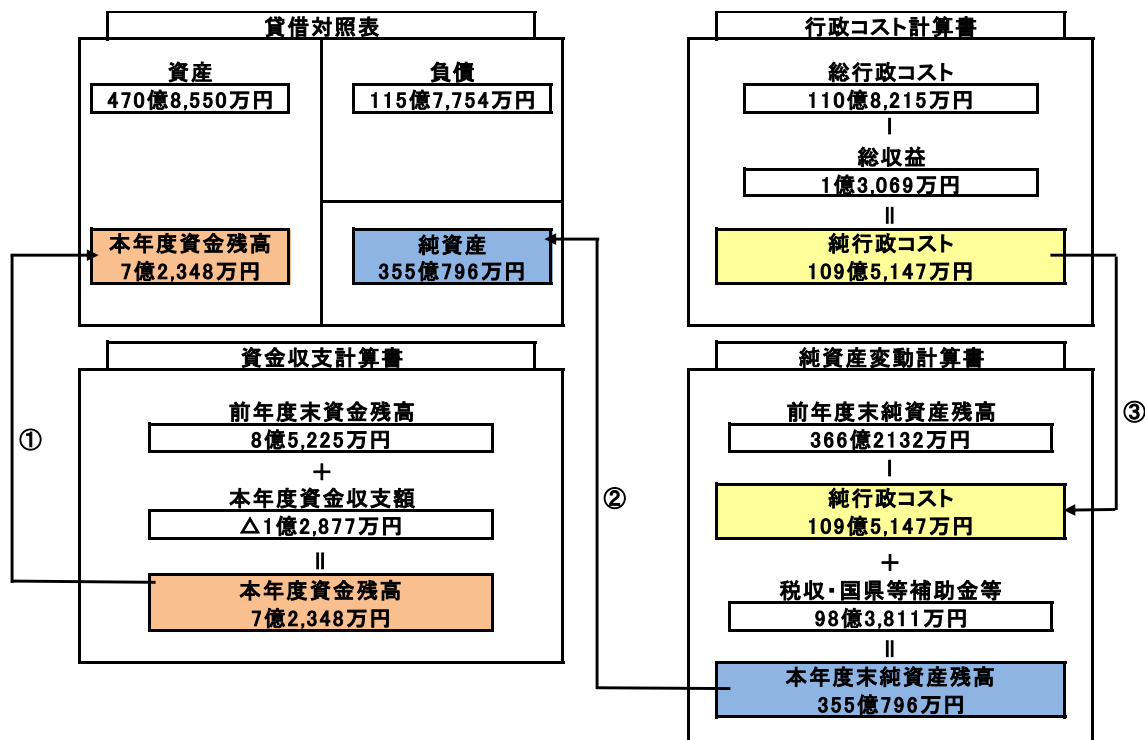 貸借対照表
資産
470億8,550万円
負債
115億7,754万円
本年度資金残高
7億2,348万円
純資産
355億796万円
行政コスト計算書
総行政コスト
110億8,215万円
－
総収益
1億3,069万円
＝
純行政コスト
109億5,147万円
資金収支計算書
前年度末資金残高
8億5,225万円
＋
本年度資金収支額
△1億2,877万円
＝
本年度資金残高
7億2,348万円
純資産変動計算書
前年度末純資産残高
366億2132万円
－
純行政コスト
109億5,147万円
＋
税収・国県等補助金等
98億3,811万円
＝
本年度末純資産残高
355億796万円
①
②
③